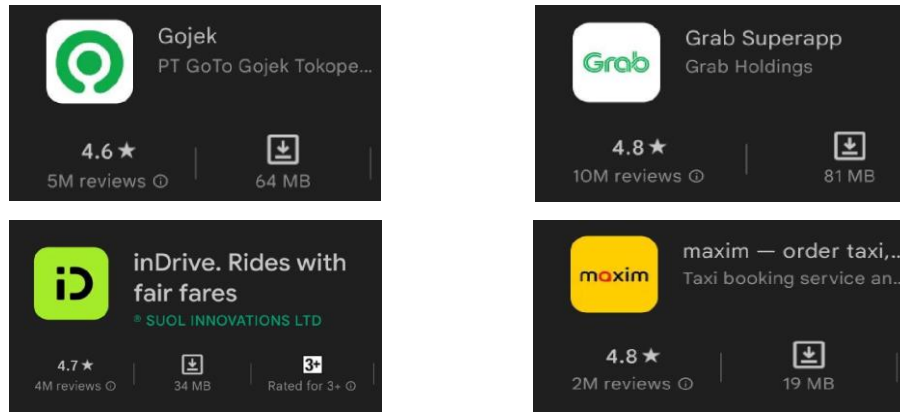 Gojek
PT GoTo Gojek Tokope...
4.6 ★
5M reviews
64 MB
Grab
Grab Superapp
Grab Holdings
4.8 ★
10M reviews
81 MB
iD
inDrive. Rides with
fair fares
® SUOL INNOVATIONS LTD
4.7 ★
4M reviews
34 MB
3+
Rated for 3+
maxim
maxim — order taxi,...
Taxi booking service an...
4.8 ★
2M reviews
19 MB